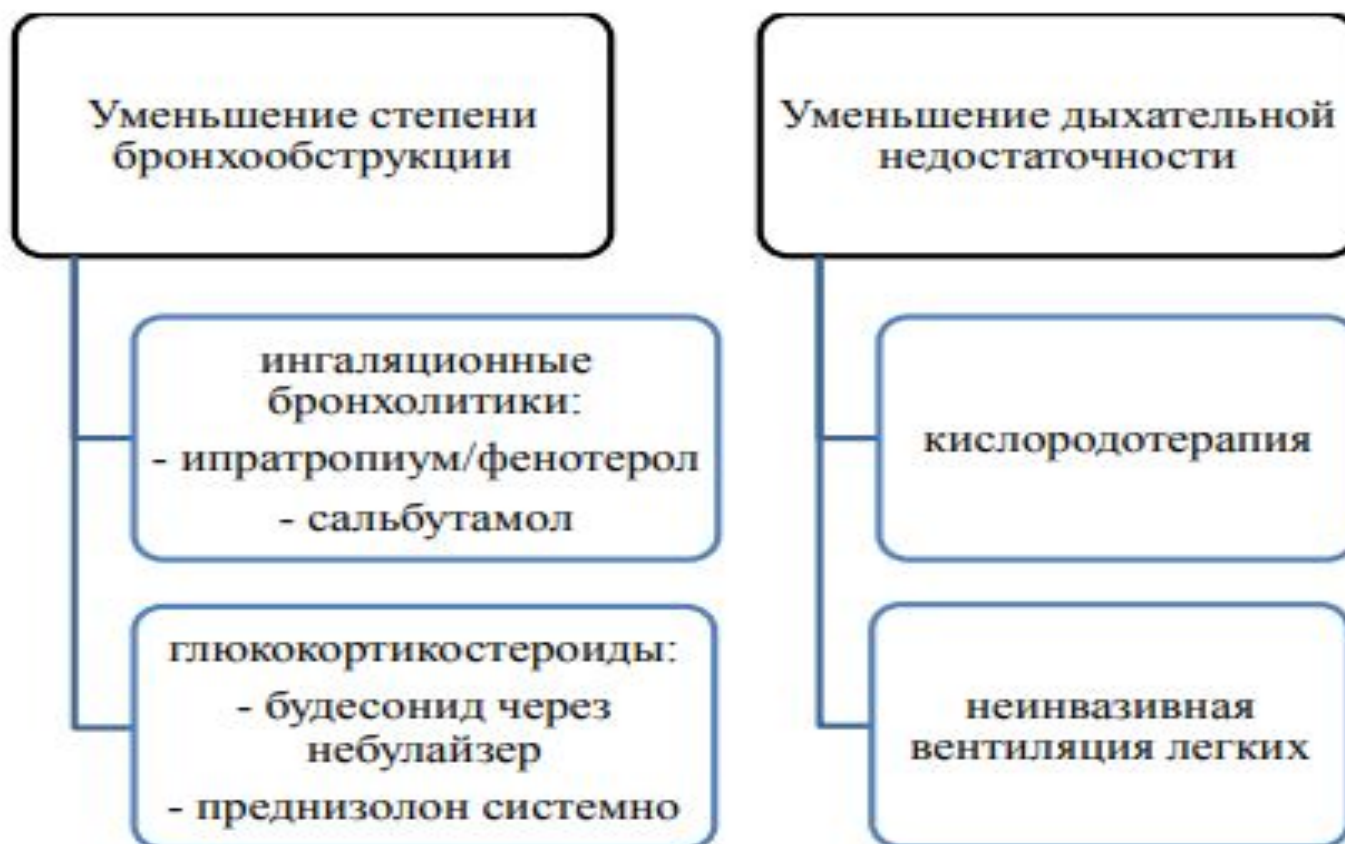 Уменьшение степени
бронхообструкции
ингаляционные
бронхолитики:
- ипратропиум/фенотерол
- сальбутамол
глюкокортикостероиды:
- будесонид через
небулайзер
- преднизолон системно
Уменьшение дыхательной
недостаточности
кислородотерапия
неинвазивная
вентиляция легких